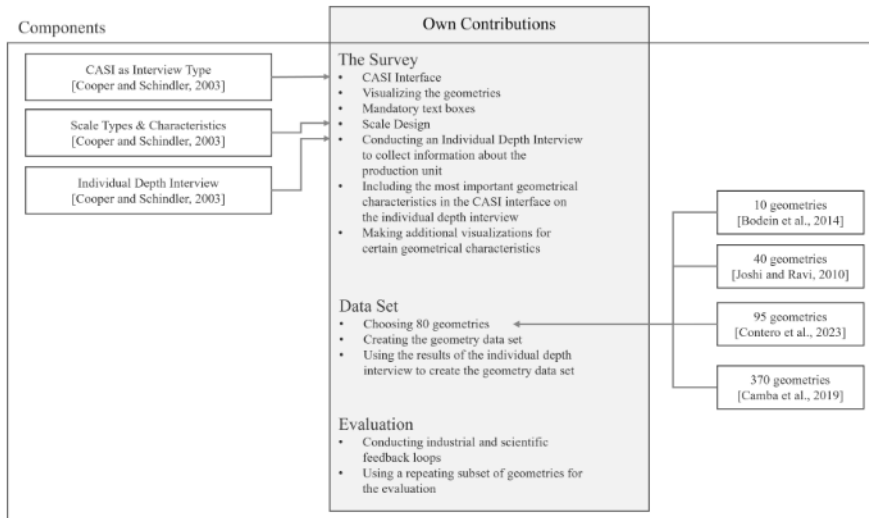 Components
Own Contributions
CASI as Interview Type
[Cooper and Schindler, 2003]
Scale Types & Characteristics
[Cooper and Schindler, 2003]
Individual Depth Interview
[Cooper and Schindler, 2003]
The Survey
• CASI Interface
• Visualizing the geometries
• Mandatory text boxes
• Scale Design
• Conducting an Individual Depth Interview
to collect information about the
production unit
• Including the most important geometrical
characteristics in the CASI interface on
the individual depth interview
• Making additional visualizations for
certain geometrical characteristics
Data Set
• Choosing 80 geometries
• Creating the geometry data set
• Using the results of the individual depth
interview to create the geometry data set
Evaluation
• Conducting industrial and scientific
feedback loops
• Using a repeating subset of geometries for
the evaluation
10 geometries
[Bodein et al., 2014]
40 geometries
[Joshi and Ravi, 2010]
95 geometries
[Contero et al., 2023]
370 geometries
[Camba et al., 2019]